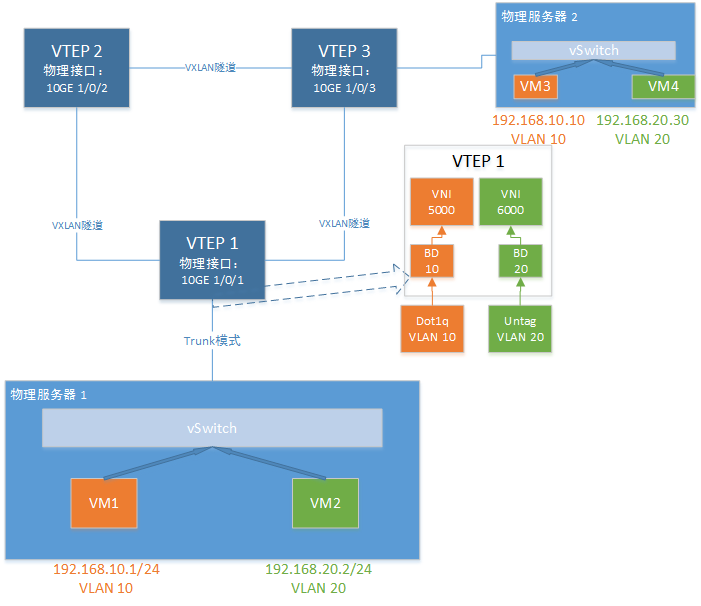 物理服务器 2
vSwitch
VM3
VM4
192.168.10.10
VLAN 10
192.168.20.30
VLAN 20
VTEP 2
物理接口：
10GE 1/0/2
VXLAN隧道
VTEP 3
物理接口：
10GE 1/0/3
VXLAN隧道
VXLAN隧道
VTEP 1
物理接口：
10GE 1/0/1
VTEP 1
VNI
5000
VNI
6000
BD
10
BD
20
Dot1q
VLAN 10
Untag
VLAN 20
Trunk模式
物理服务器 1
vSwitch
VM1
VM2
192.168.10.1/24
VLAN 10
192.168.20.2/24
VLAN 20